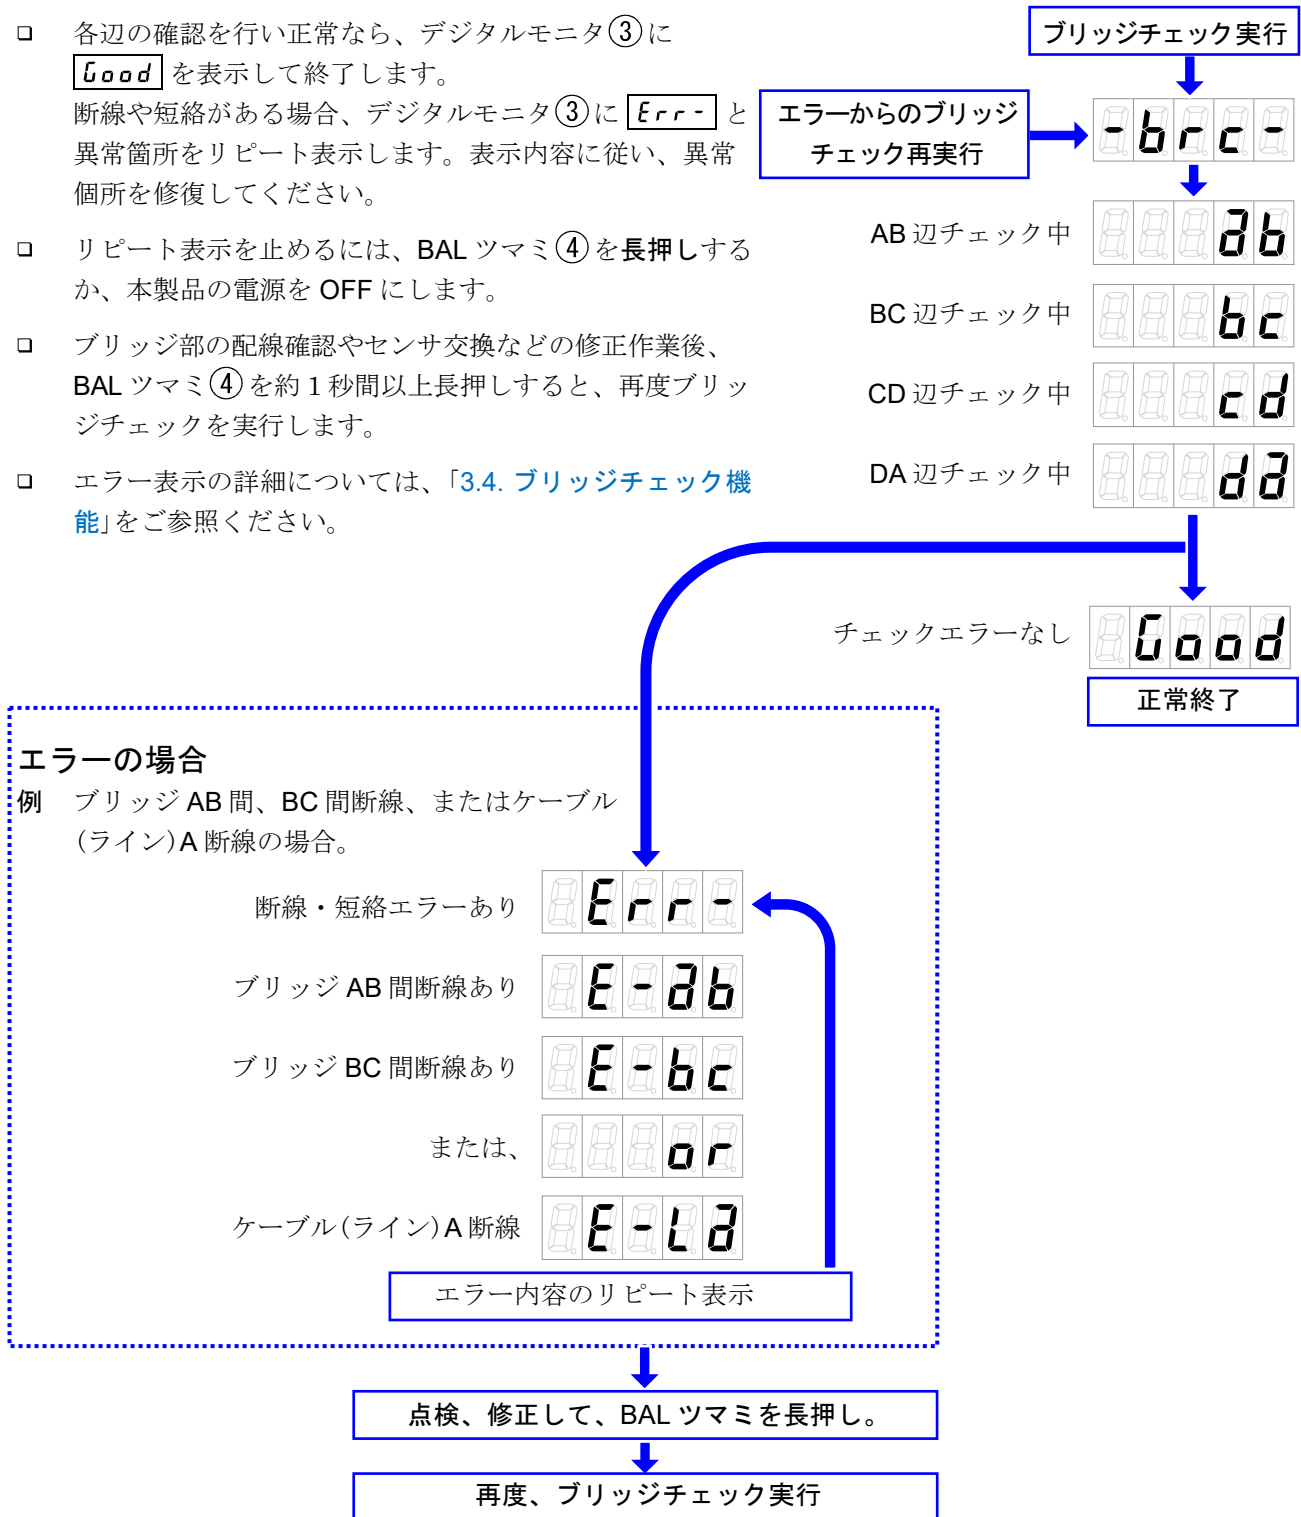 ❑ 各辺の確認を行い正常なら、デジタルモニタ③に
Good を表示して終了します。
断線や短絡がある場合、デジタルモニタ③に Err- と
異常箇所をリピート表示します。表示内容に従い、異常
個所を修復してください。
❑ リピート表示を止めるには、BAL ツマミ④を長押しする
か、本製品の電源を OFF にします。
❑ ブリッジ部の配線確認やセンサ交換などの修正作業後、
BAL ツマミ④を約１秒間以上長押しすると、再度ブリッ
ジチェックを実行します。
❑ エラー表示の詳細については、「3.4. ブリッジチェック機
能」をご参照ください。
ブリッジチェック実行
エラーからのブリッジ
チェック再実行
-brc-
AB 辺チェック中 ab
BC 辺チェック中 bc
CD 辺チェック中 cd
DA 辺チェック中 da
チェックエラーなし Good
正常終了
エラーの場合
例 ブリッジ AB 間、BC 間断線、またはケーブル
(ライン)A 断線の場合。
断線・短絡エラーあり Err-
ブリッジ AB 間断線あり E-ab
ブリッジ BC 間断線あり E-bc
または、 or
ケーブル(ライン)A 断線 E-La
エラー内容のリピート表示
点検、修正して、BAL ツマミを長押し。
再度、ブリッジチェック実行